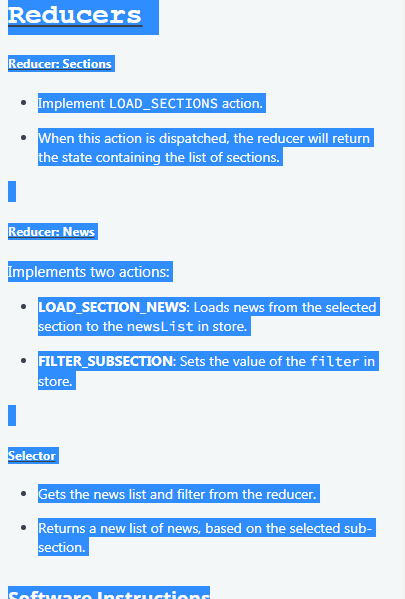 Reducers
Reducer: Sections
Implement LOAD_SECTIONS action.
When this action is dispatched, the reducer will return
the state containing the list of sections.
Reducer: News
Implements two actions:
LOAD_SECTION_NEWS: Loads news from the selected
section to the newsList in store.
FILTER_SUBSECTION: Sets the value of the filter in
store.
Selector
Gets the news list and filter from the reducer.
Returns a new list of news, based on the selected sub-
section.
Software Instructions